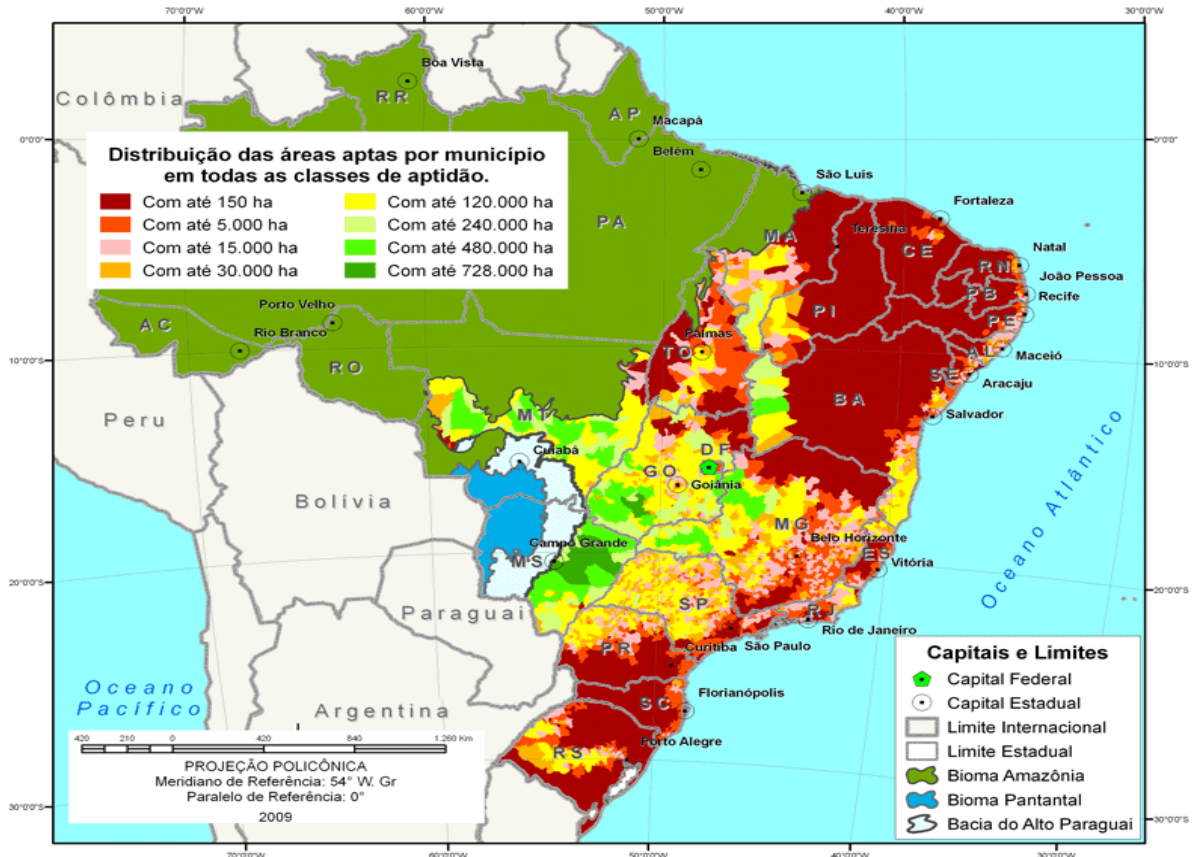 70°0'0"W
60°0'0"W
50°0'0"W
40°0'0"W
30°0'0"W
Boa Vista
Colômbia
RR
AP
Macapá
0°0'0"
0°0'0"
Belém
Distribuição das áreas aptas por município
em todas as classes de aptidão.
Com até 150 ha
Com até 5.000 ha
Com até 15.000 ha
Com até 30.000 ha
Com até 120.000 ha
Com até 240.000 ha
Com até 480.000 ha
Com até 728.000 ha
São Luís
Fortaleza
PA
MA
Teresina
CE
Natal
RN
João Pessoa
PB
Recife
Porto Velho
PI
PE
AC
Rio Branco
Palmas
TO
AL
Maceió
10°0'0"S
10°0'0"S
RO
SE
Aracaju
BA
Salvador
Peru
MT
Cuiabá
DF
GO
Goiânia
Bolívia
MG
Belo Horizonte
Campo Grande
MS
ES
Vitória
Oceano Atlântico
20°0'0"S
20°0'0"S
Paraguai
SP
RJ
Rio de Janeiro
PR
São Paulo
Curitiba
Oceano
Pacífico
Florianópolis
SC
Argentina
RS
Porto Alegre
420 210 0 420 840 1.260 Km
PROJEÇÃO POLICÔNICA
Meridiano de Referência: 54° W. Gr
Paralelo de Referência: 0°
2009
Capitais e Limites
Capital Federal
Capital Estadual
Limite Internacional
Limite Estadual
Bioma Amazônia
Bioma Pantantal
Bacia do Alto Paraguai
30°0'0"S
30°0'0"S
70°0'0"W
60°0'0"W
50°0'0"W
40°0'0"W
30°0'0"W